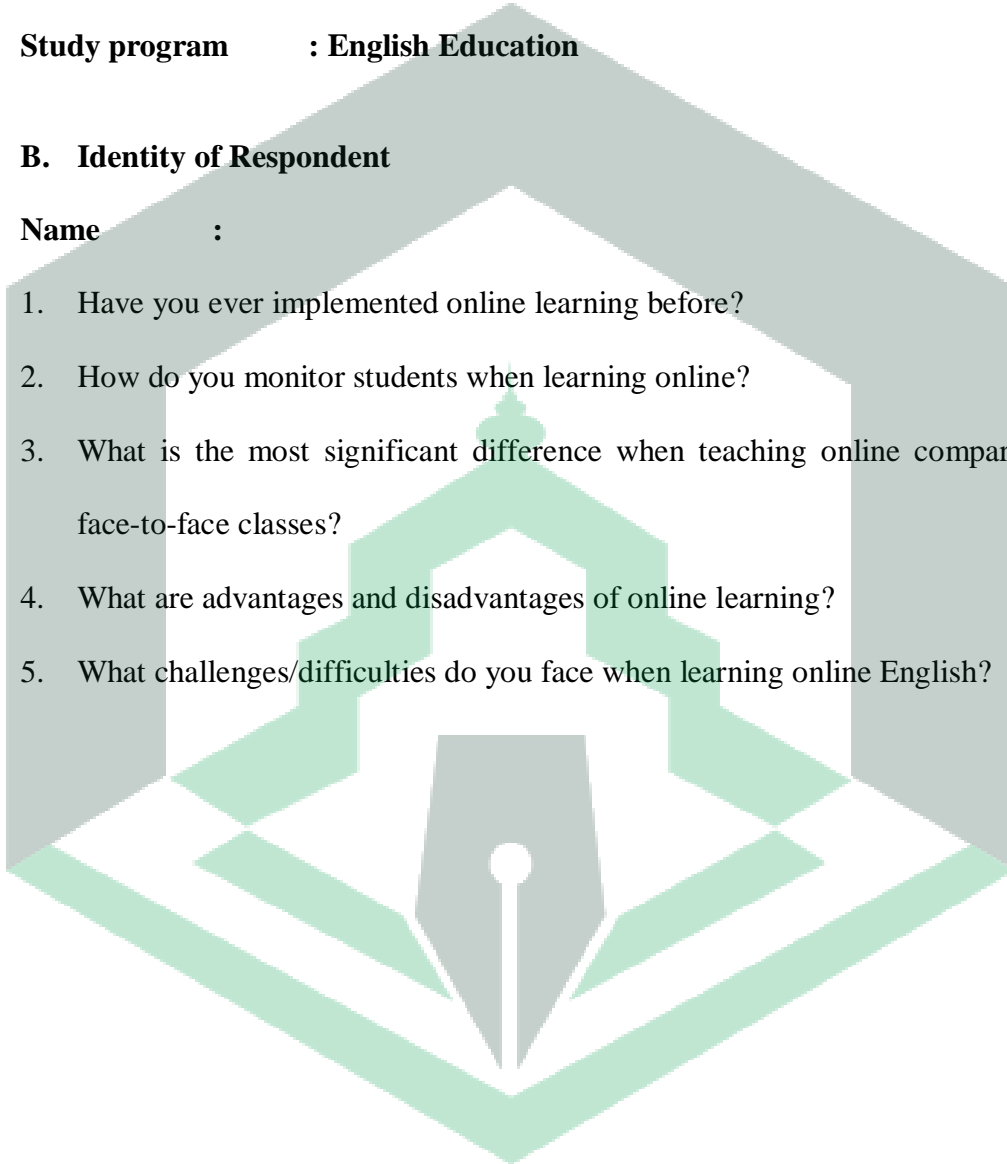 Study program : English Education
B. Identity of Respondent
Name :
1. Have you ever implemented online learning before?
2. How do you monitor students when learning online?
3. What is the most significant difference when teaching online compar
face-to-face classes?
4. What are advantages and disadvantages of online learning?
5. What challenges/difficulties do you face when learning online English?